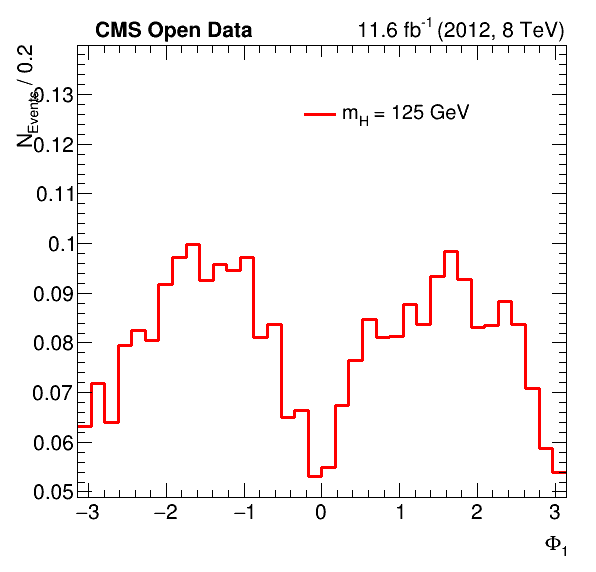 CMS Open Data 11.6 fb⁻¹ (2012, 8 TeV)
N_Events / 0.2
m_H = 125 GeV
0.13
0.12
0.11
0.1
0.09
0.08
0.07
0.06
0.05
−3 −2 −1 0 1 2 3
Φ₁